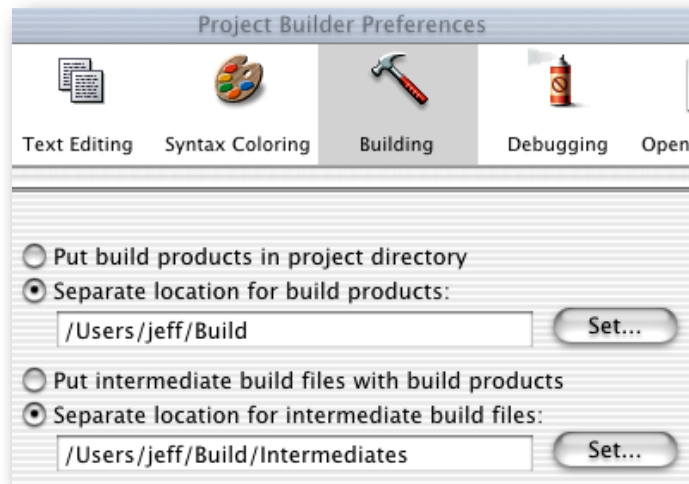 Project Builder Preferences
Text Editing Syntax Coloring Building Debugging Open
Put build products in project directory
Separate location for build products:
/Users/jeff/Build Set...
Put intermediate build files with build products
Separate location for intermediate build files:
/Users/jeff/Build/Intermediates Set...